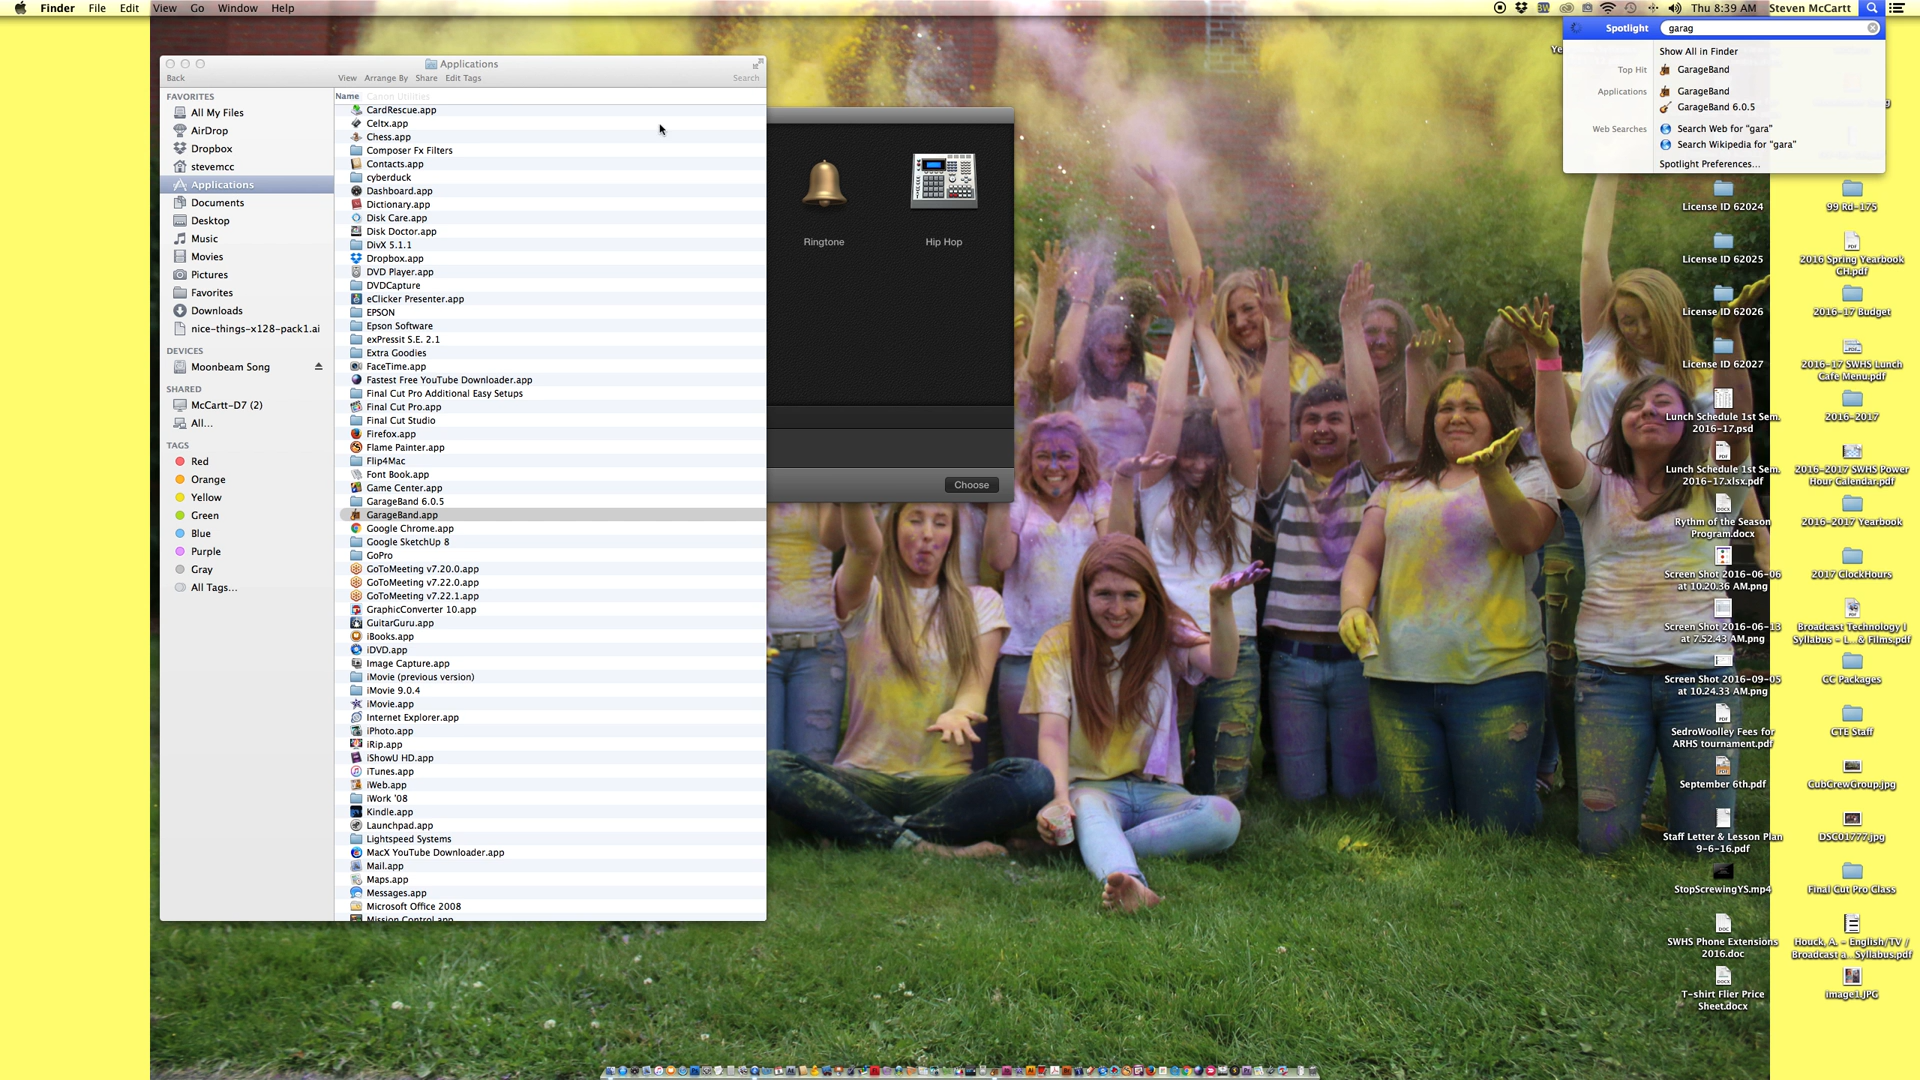 Finder File Edit View Go Window Help
Thu 8:39 AM Steven McCartt
Spotlight garag
Show All in Finder
Top Hit GarageBand
Applications GarageBand
GarageBand 6.0.5
Web Searches Search Web for "gara"
Search Wikipedia for "gara"
Spotlight Preferences...
Applications
Back View Arrange By Share Edit Tags Search
FAVORITES
All My Files
AirDrop
Dropbox
stevemcc
Applications
Documents
Desktop
Music
Movies
Pictures
Favorites
Downloads
nice-things-x128-pack1.ai
DEVICES
Moonbeam Song
SHARED
McCartt-D7 (2)
All...
TAGS
Red
Orange
Yellow
Green
Blue
Purple
Gray
All Tags...
Name
Canon Utilities
CardRescue.app
Celtx.app
Chess.app
Composer Fx Filters
Contacts.app
cyberduck
Dashboard.app
Dictionary.app
Disk Care.app
Disk Doctor.app
DivX 5.1.1
Dropbox.app
DVD Player.app
DVDCapture
eClicker Presenter.app
EPSON
Epson Software
exPressit S.E. 2.1
Extra Goodies
FaceTime.app
Fastest Free YouTube Downloader.app
Final Cut Pro Additional Easy Setups
Final Cut Pro.app
Final Cut Studio
Firefox.app
Flame Painter.app
Flip4Mac
Font Book.app
Game Center.app
GarageBand 6.0.5
GarageBand.app
Google Chrome.app
Google SketchUp 8
GoPro
GoToMeeting v7.20.0.app
GoToMeeting v7.22.0.app
GoToMeeting v7.22.1.app
GraphicConverter 10.app
GuitarGuru.app
iBooks.app
iDVD.app
Image Capture.app
iMovie (previous version)
iMovie 9.0.4
iMovie.app
Internet Explorer.app
iPhoto.app
iRip.app
iShowU HD.app
iTunes.app
iWeb.app
iWork '08
Kindle.app
Launchpad.app
Lightspeed Systems
MacX YouTube Downloader.app
Mail.app
Maps.app
Messages.app
Microsoft Office 2008
Mission Control.app
Ringtone
Hip Hop
Choose
License ID 62024
License ID 62025
License ID 62026
License ID 62027
Lunch Schedule 1st Sem.
2016-17.psd
Lunch Schedule 1st Sem.
2016-17.xlsx.pdf
Rythm of the Season
Program.docx
Screen Shot 2016-06-06
at 10.20.36 AM.png
Screen Shot 2016-06-13
at 7.52.43 AM.png
Screen Shot 2016-09-05
at 10.24.33 AM.png
SedroWoolley Fees for
ARHS tournament.pdf
September 6th.pdf
Staff Letter & Lesson Plan
9-6-16.pdf
StopScrewingYS.mp4
SWHS Phone Extensions
2016.doc
T-shirt Flier Price
Sheet.docx
99 Rd-175
2016 Spring Yearbook
CH.pdf
2016-17 Budget
2016-17 SWHS Lunch
Cafe Menu.pdf
2016-2017
2016-2017 SWHS Power
Hour Calendar.pdf
2016-2017 Yearbook
2017 ClockHours
Broadcast Technology I
Syllabus - L...& Films.pdf
CC Packages
CTE Staff
CubCrewGroup.jpg
DSC01777.jpg
Final Cut Pro Class
Houck, A. - English/TV /
Broadcast a...Syllabus.pdf
image1.JPG